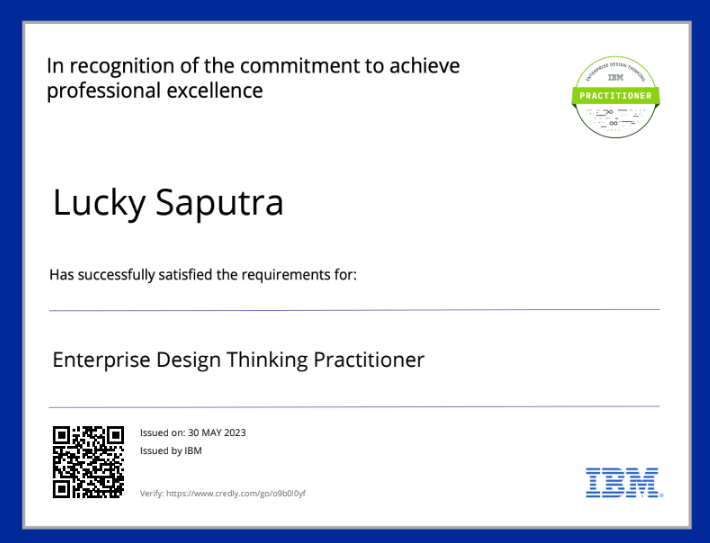 In recognition of the commitment to achieve
professional excellence
ENTERPRISE DESIGN THINKING
IBM
PRACTITIONER
Lucky Saputra
Has successfully satisfied the requirements for:
Enterprise Design Thinking Practitioner
Issued on: 30 MAY 2023
Issued by IBM
Verify: https://www.credly.com/go/o9b0l0yf
IBM.